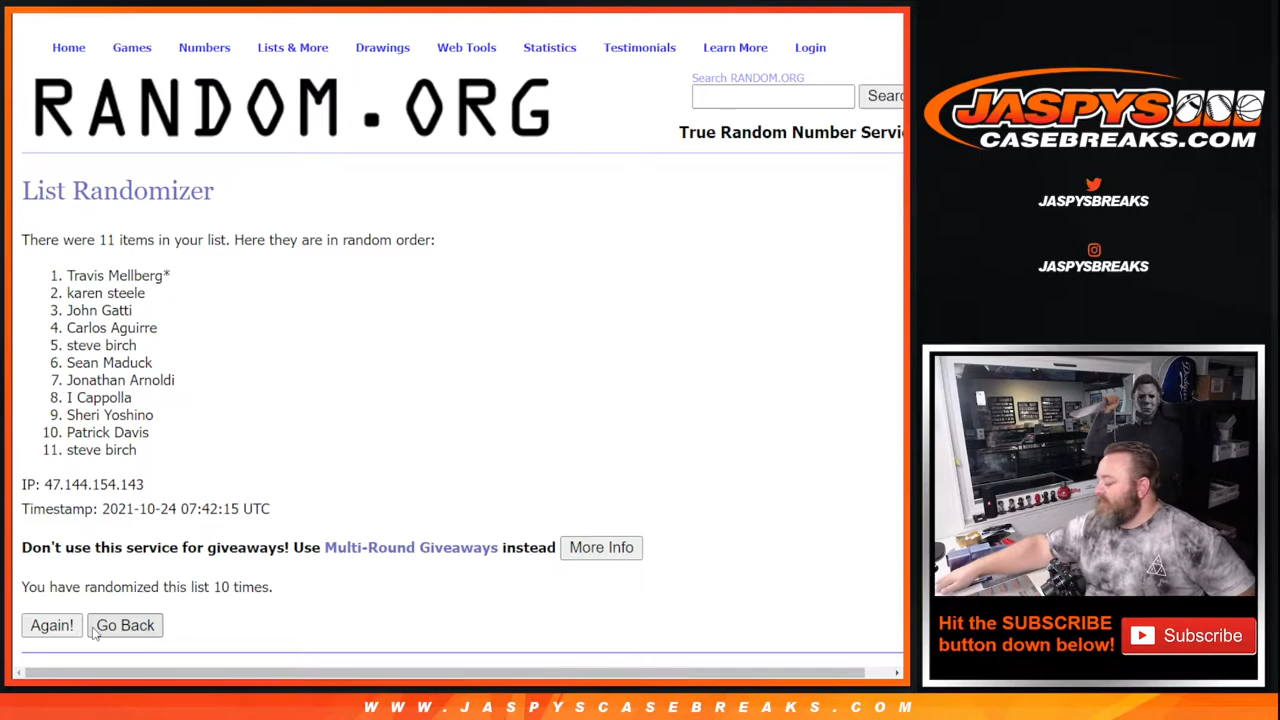 Home Games Numbers Lists & More Drawings Web Tools Statistics Testimonials Learn More Login
RANDOM.ORG
Search RANDOM.ORG
Searc
True Random Number Servi
List Randomizer
There were 11 items in your list. Here they are in random order:
1. Travis Mellberg*
2. karen steele
3. John Gatti
4. Carlos Aguirre
5. steve birch
6. Sean Maduck
7. Jonathan Arnoldi
8. I Cappolla
9. Sheri Yoshino
10. Patrick Davis
11. steve birch
IP: 47.144.154.143
Timestamp: 2021-10-24 07:42:15 UTC
Don't use this service for giveaways! Use Multi-Round Giveaways instead More Info
You have randomized this list 10 times.
Again! Go Back
JASPYS
CASEBREAKS.COM
JASPYSBREAKS
JASPYSBREAKS
Dodgers
Hit the SUBSCRIBE
button down below!
Subscribe
WWW.JASPYSCASEBREAKS.COM